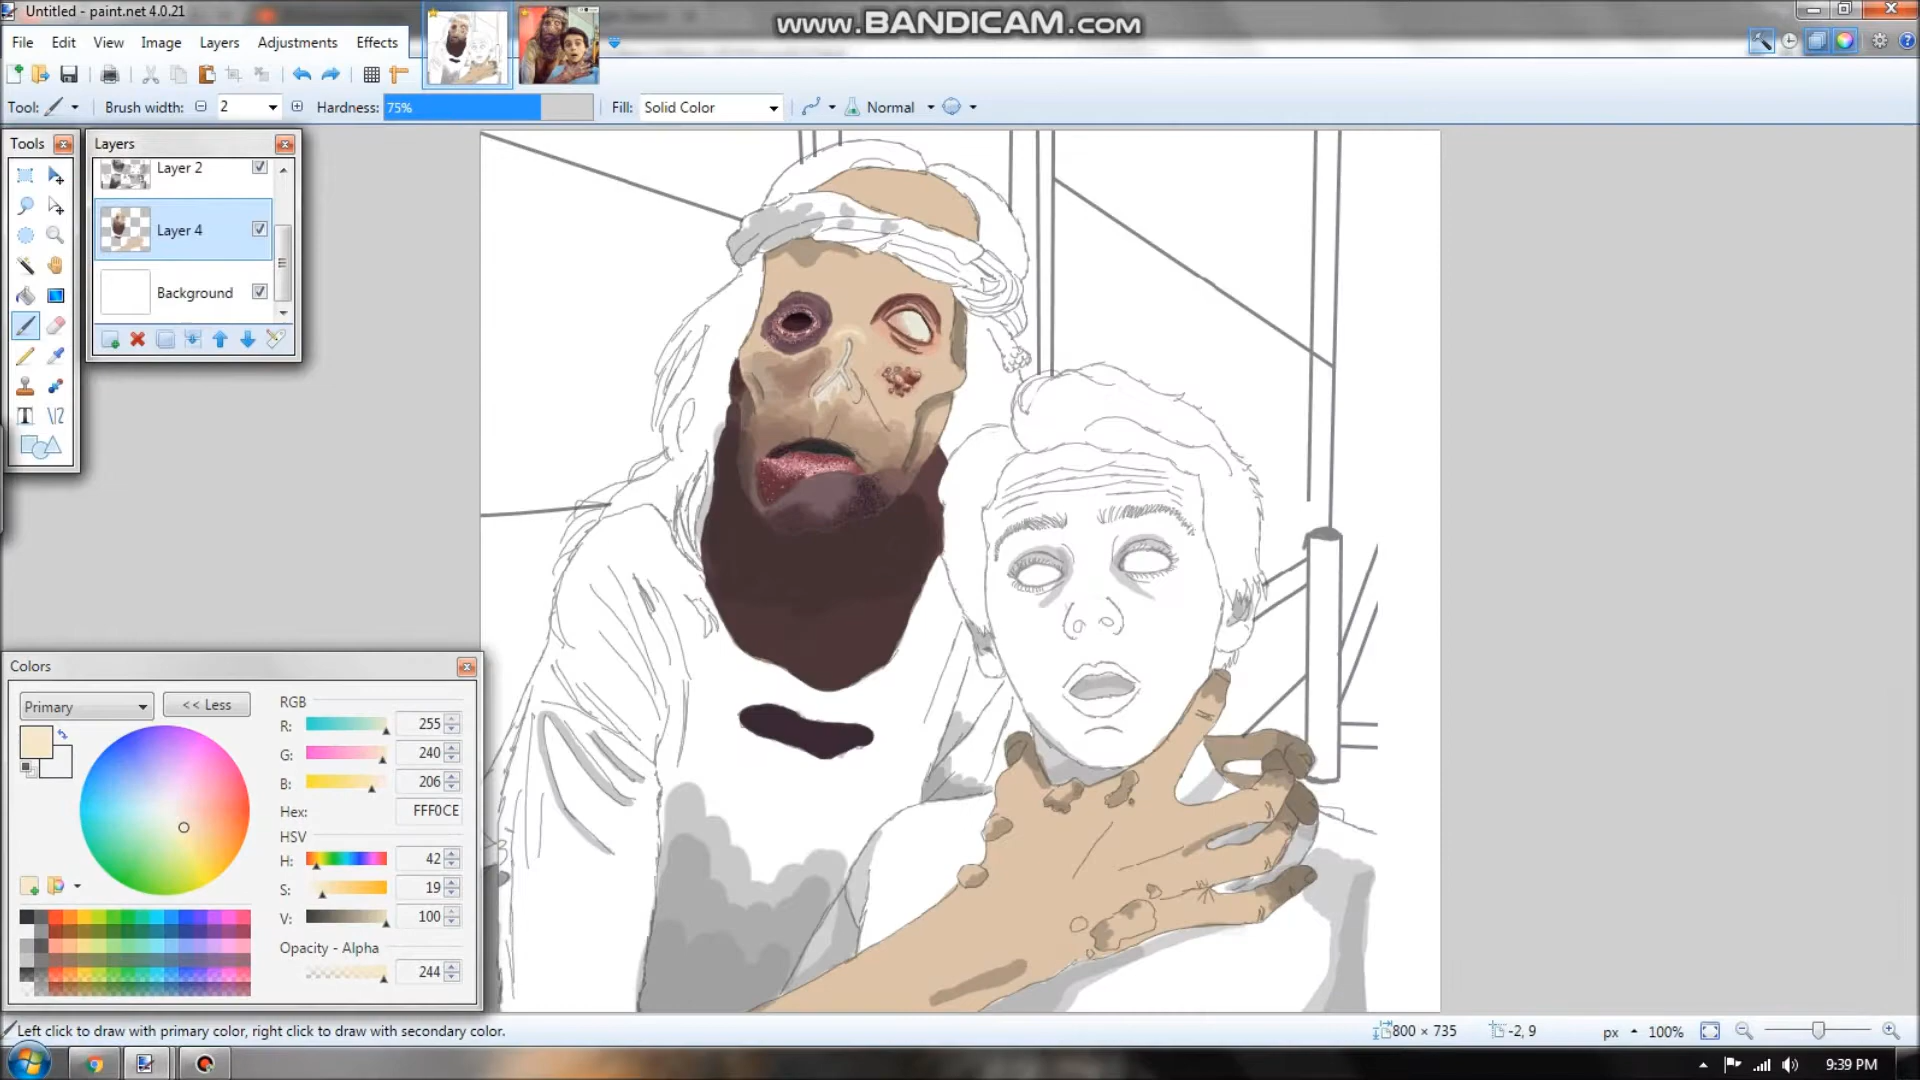 Untitled - paint.net 4.0.21
www.BANDICAM.com
File Edit View Image Layers Adjustments Effects
Tool: Brush width: 2 Hardness: 75% Fill: Solid Color Normal
Tools
Layers
Layer 2
Layer 4
Background
Colors
Primary
<< Less
RGB
R: 255
G: 240
B: 206
Hex: FFF0CE
HSV
H: 42
S: 19
V: 100
Opacity - Alpha
244
Left click to draw with primary color, right click to draw with secondary color.
800 × 735 -2, 9 px 100%
9:39 PM